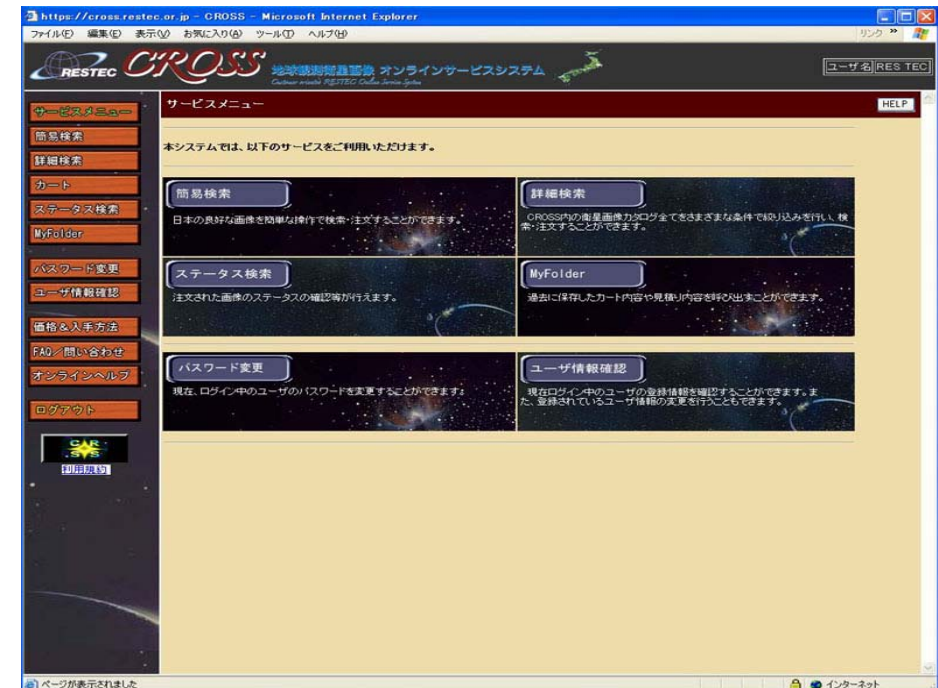 https://cross.restec.or.jp - CROSS - Microsoft Internet Explorer
ファイル(F) 編集(E) 表示(V) お気に入り(A) ツール(T) ヘルプ(H)
リンク »
RESTEC CROSS 地球観測衛星画像 オンラインサービスシステム
Customer oriented RESTEC Online Service System
ユーザ名 RES TEC
サービスメニュー
HELP
サービスメニュー
簡易検索
詳細検索
カート
ステータス検索
MyFolder
パスワード変更
ユーザ情報確認
価格&入手方法
FAQ/問い合わせ
オンラインヘルプ
ログアウト
CROSS
利用規約
本システムでは、以下のサービスをご利用いただけます。
簡易検索
日本の良好な画像を簡単な操作で検索・注文することができます。
詳細検索
CROSS内の衛星画像カタログ全てをさまざまな条件で絞り込みを行い、検
索・注文することができます。
ステータス検索
注文された画像のステータスの確認等が行えます。
MyFolder
過去に保存したカート内容や見積り内容を呼び出すことができます。
パスワード変更
現在、ログイン中のユーザのパスワードを変更することができます。
ユーザ情報確認
現在ログイン中のユーザの登録情報を確認することができます。ま
た、登録されているユーザ情報の変更を行うこともできます。
ページが表示されました
インターネット